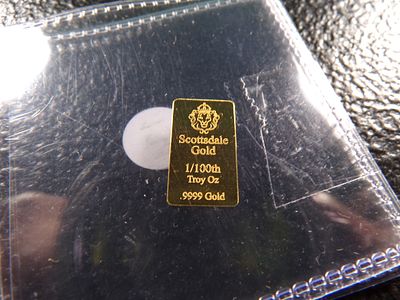 Scottsdale
Gold
1/100th
Troy Oz
.9999 Gold